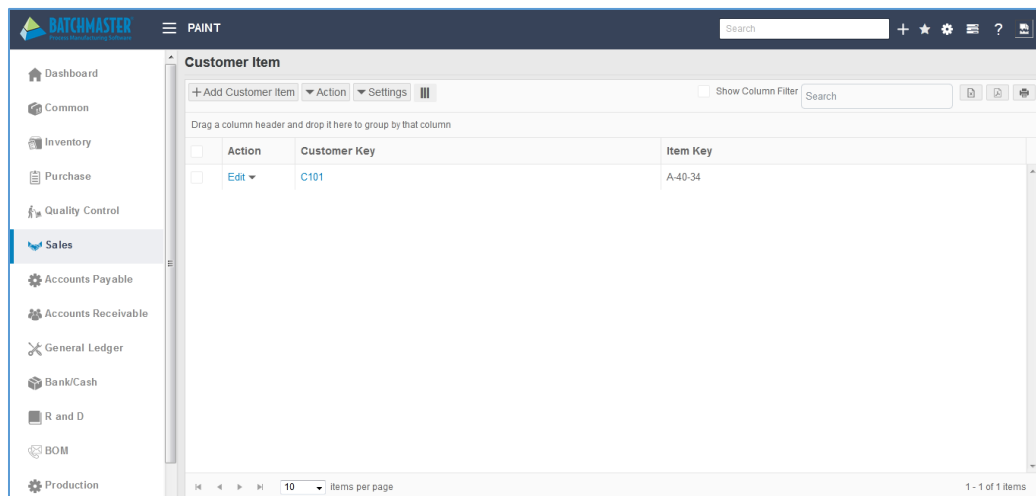 BATCHMASTER
Process Manufacturing Software
PAINT
Search
?
Dashboard
Common
Inventory
Purchase
Quality Control
Sales
Accounts Payable
Accounts Receivable
General Ledger
Bank/Cash
R and D
BOM
Production
Customer Item
+Add Customer Item Action Settings
Show Column Filter Search
Drag a column header and drop it here to group by that column
Action Customer Key Item Key
Edit C101 A-40-34
10 items per page 1 - 1 of 1 items